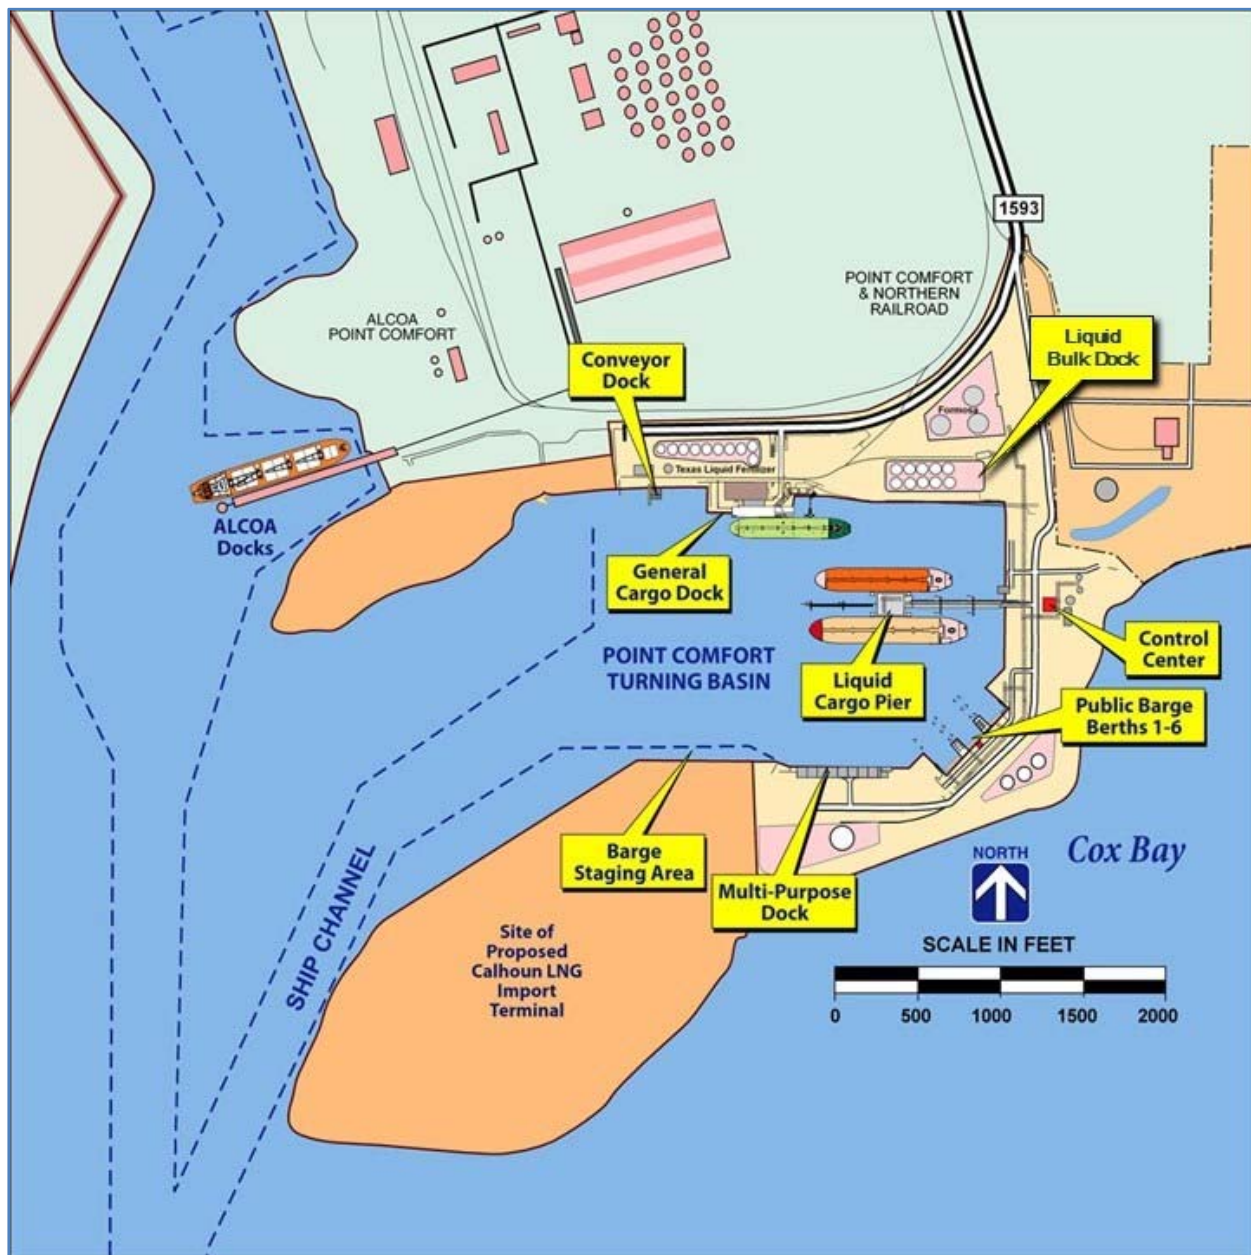 1593
POINT COMFORT
& NORTHERN
RAILROAD
ALCOA
POINT COMFORT
Conveyor
Dock
Liquid
Bulk Dock
Formosa
Texas Liquid Fertilizer
ALCOA
Docks
General
Cargo Dock
POINT COMFORT
TURNING BASIN
Liquid
Cargo Pier
Control
Center
Public Barge
Berths 1-6
Barge
Staging Area
Multi-Purpose
Dock
Cox Bay
NORTH
SHIP CHANNEL
Site of
Proposed
Calhoun LNG
Import
Terminal
SCALE IN FEET
0 500 1000 1500 2000